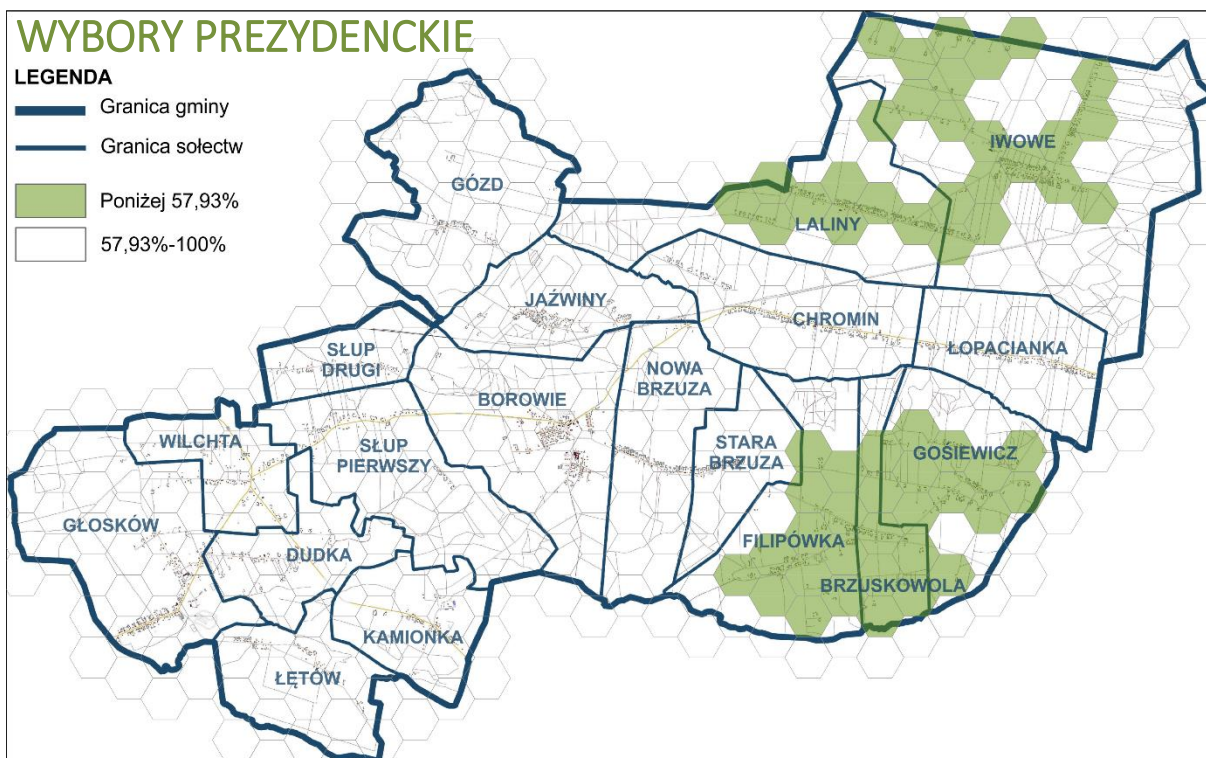 WYBORY PREZYDENCKIE
LEGENDA
Granica gminy
Granica sołectw
Poniżej 57,93%
57,93%-100%
IWOWE
GÓZD
LALINY
JAŹWINY
CHROMIN
ŁOPACIANKA
SŁUP
DRUGI
NOWA
BRZUZA
BOROWIE
WILCHTA
SŁUP
PIERWSZY
STARA
BRZUZA
GOŚIEWICZ
GŁOSKÓW
DUDKA
FILIPÓWKA
BRZUSKOWOLA
KAMIONKA
ŁĘTÓW